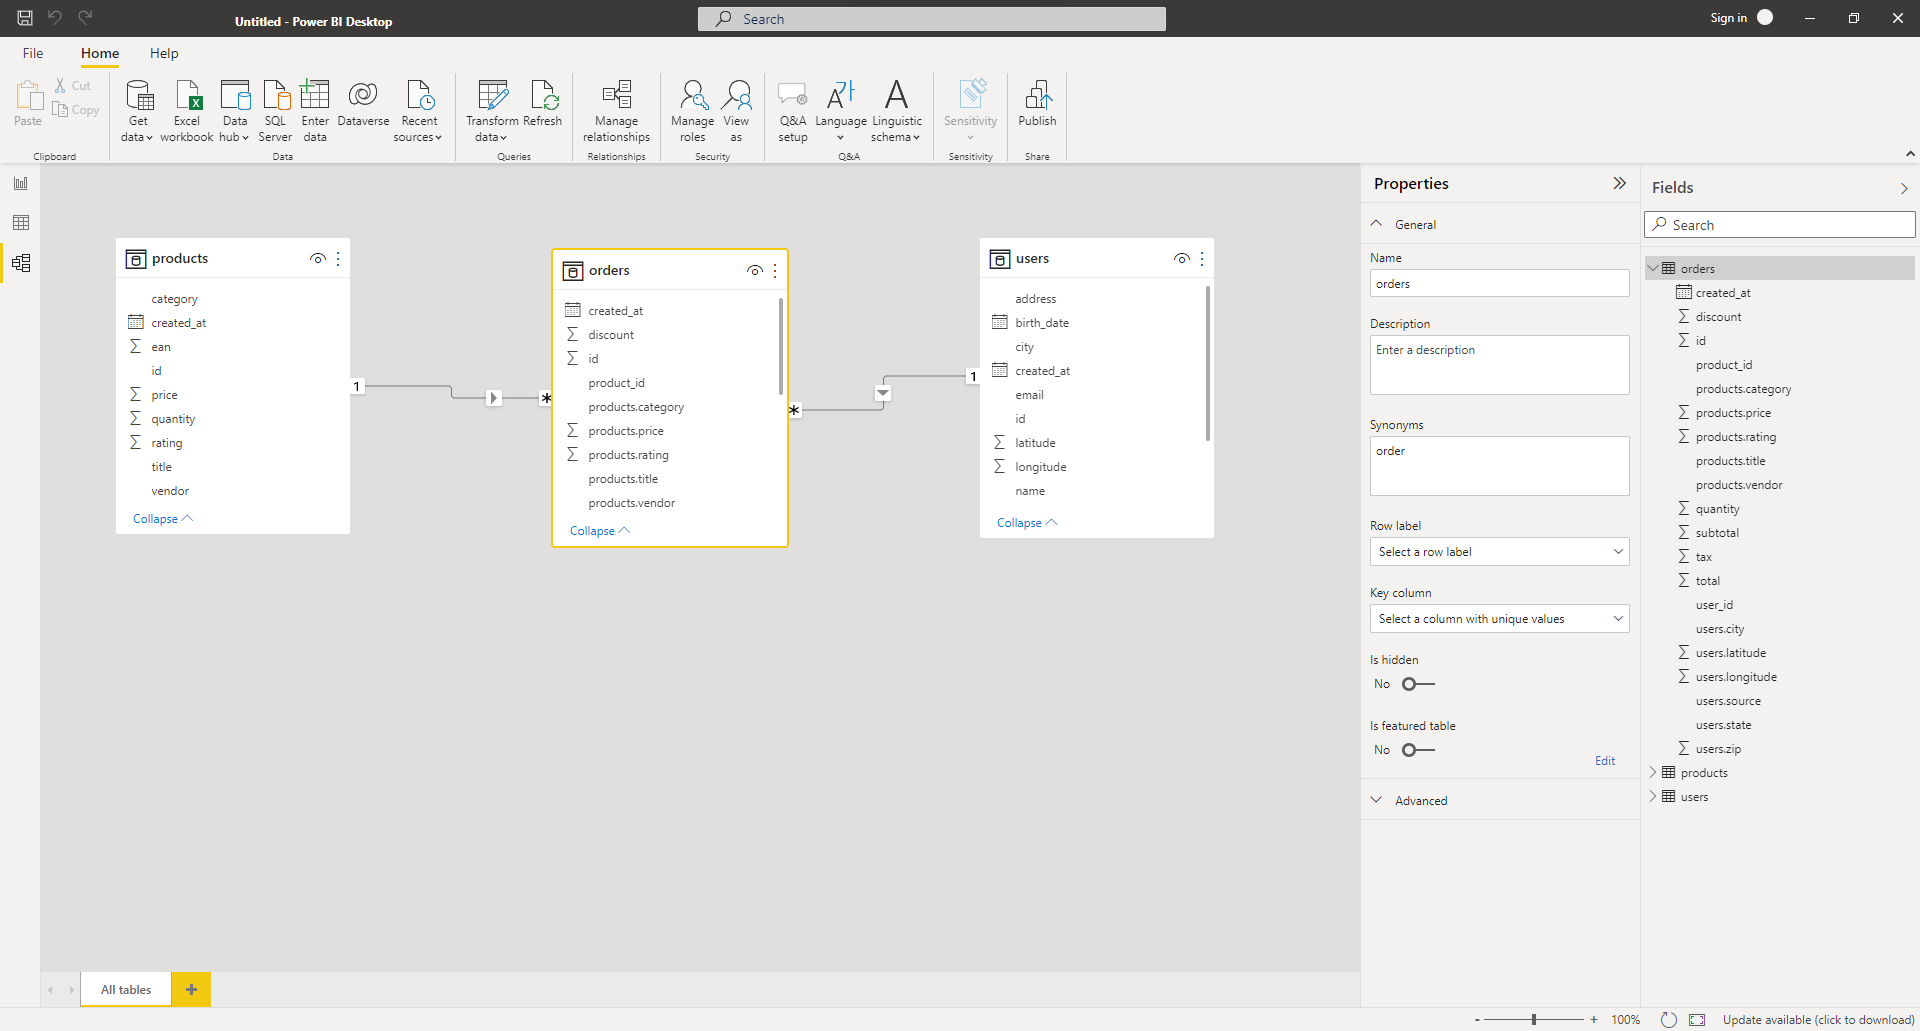 Untitled - Power BI Desktop
Search
Sign in
File
Home
Help
Paste
Cut
Copy
Clipboard
Get data
Excel workbook
Data hub
SQL Server
Enter data
Dataverse
Recent sources
Data
Transform data
Refresh
Queries
Manage relationships
Relationships
Manage roles
View as
Security
Q&A setup
Language
Linguistic schema
Q&A
Sensitivity
Sensitivity
Publish
Share
products
category
created_at
ean
id
price
quantity
rating
title
vendor
Collapse
1
*
orders
created_at
discount
id
product_id
products.category
products.price
products.rating
products.title
products.vendor
Collapse
*
1
users
address
birth_date
city
created_at
email
id
latitude
longitude
name
Collapse
Properties
General
Name
orders
Description
Enter a description
Synonyms
order
Row label
Select a row label
Key column
Select a column with unique values
Is hidden
No
Is featured table
No
Edit
Advanced
Fields
Search
orders
created_at
discount
id
product_id
products.category
products.price
products.rating
products.title
products.vendor
quantity
subtotal
tax
total
user_id
users.city
users.latitude
users.longitude
users.source
users.state
users.zip
products
users
All tables
+
- + 100%
Update available (click to download)